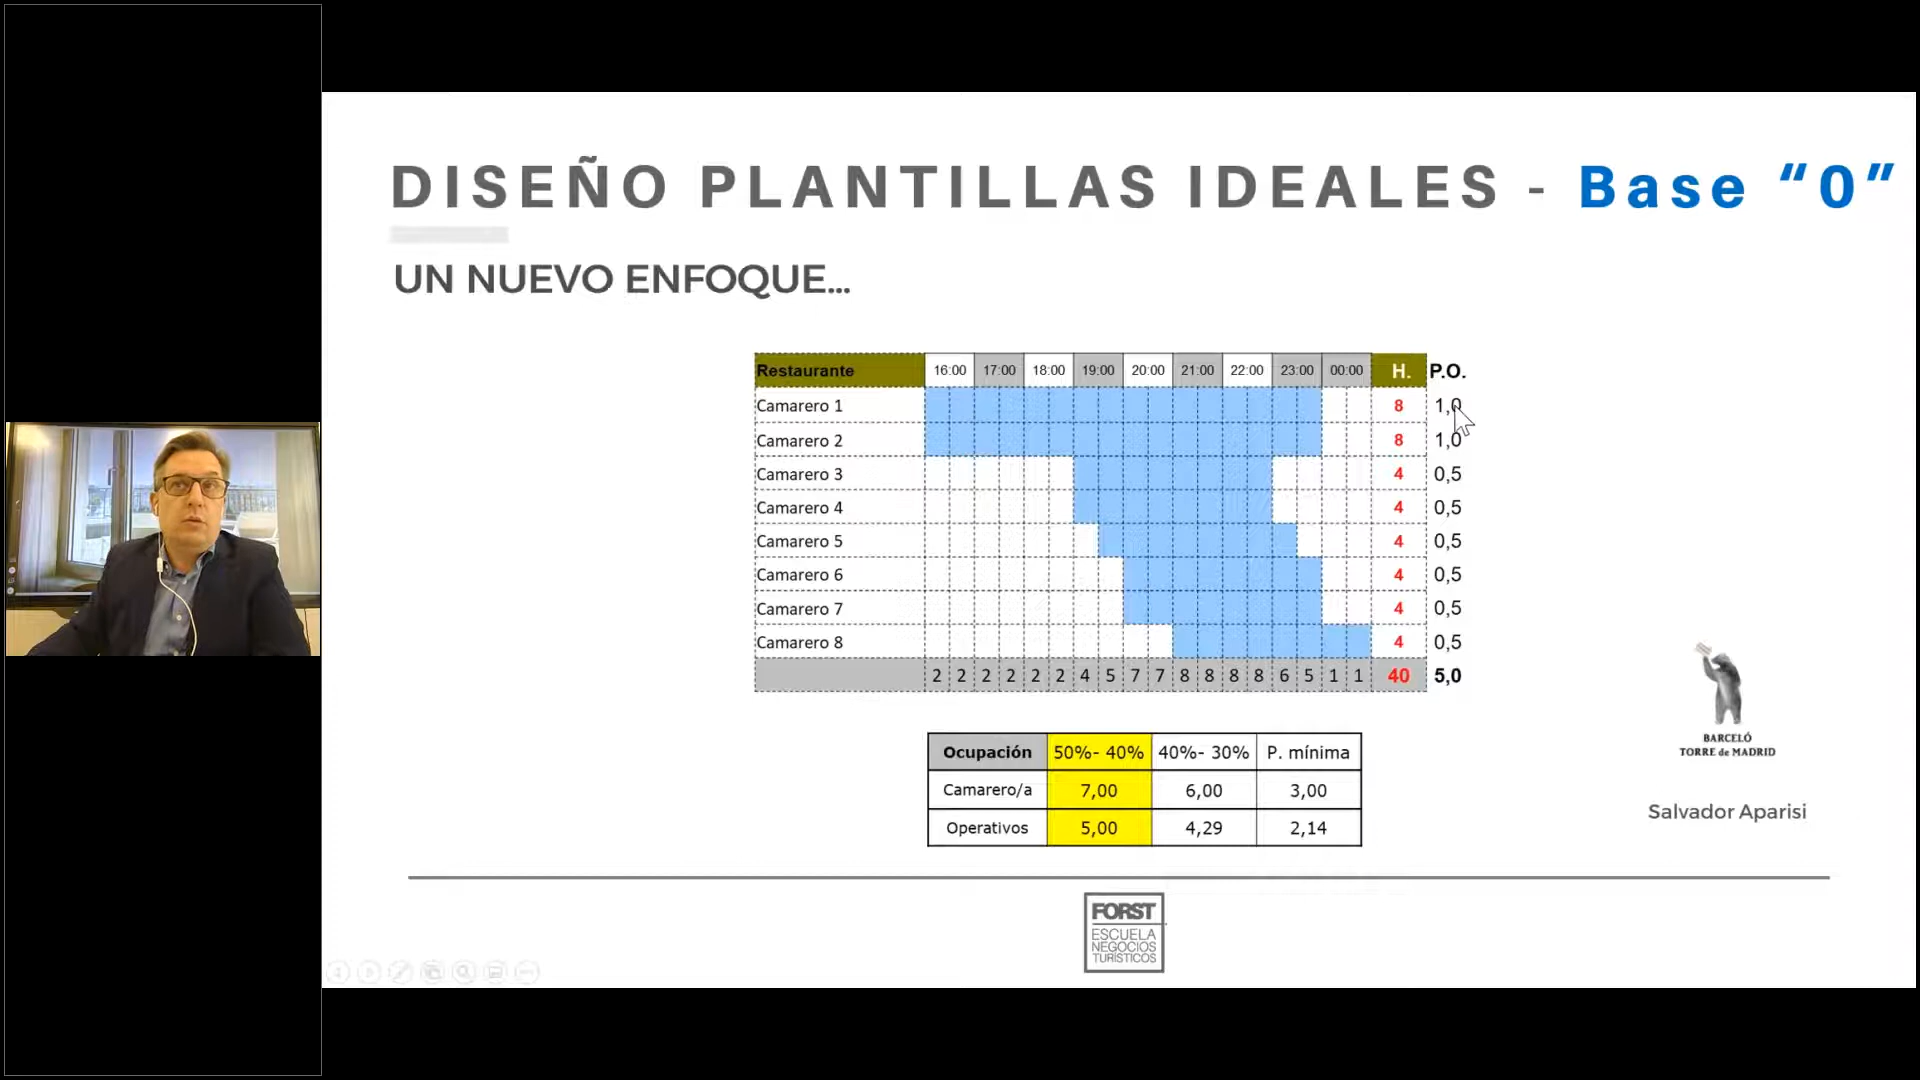 DISEÑO PLANTILLAS IDEALES - Base “0”
UN NUEVO ENFOQUE...
Restaurante 16:00 17:00 18:00 19:00 20:00 21:00 22:00 23:00 00:00 H. P.O.
Camarero 1 8 1,0
Camarero 2 8 1,0
Camarero 3 4 0,5
Camarero 4 4 0,5
Camarero 5 4 0,5
Camarero 6 4 0,5
Camarero 7 4 0,5
Camarero 8 4 0,5
2 2 2 2 2 2 4 5 7 7 8 8 8 8 6 5 1 1 40 5,0
Ocupación 50%- 40% 40%- 30% P. mínima
Camarero/a 7,00 6,00 3,00
Operativos 5,00 4,29 2,14
BARCELÓ
TORRE de MADRID
Salvador Aparisi
FORST
ESCUELA
NEGOCIOS
TURÍSTICOS